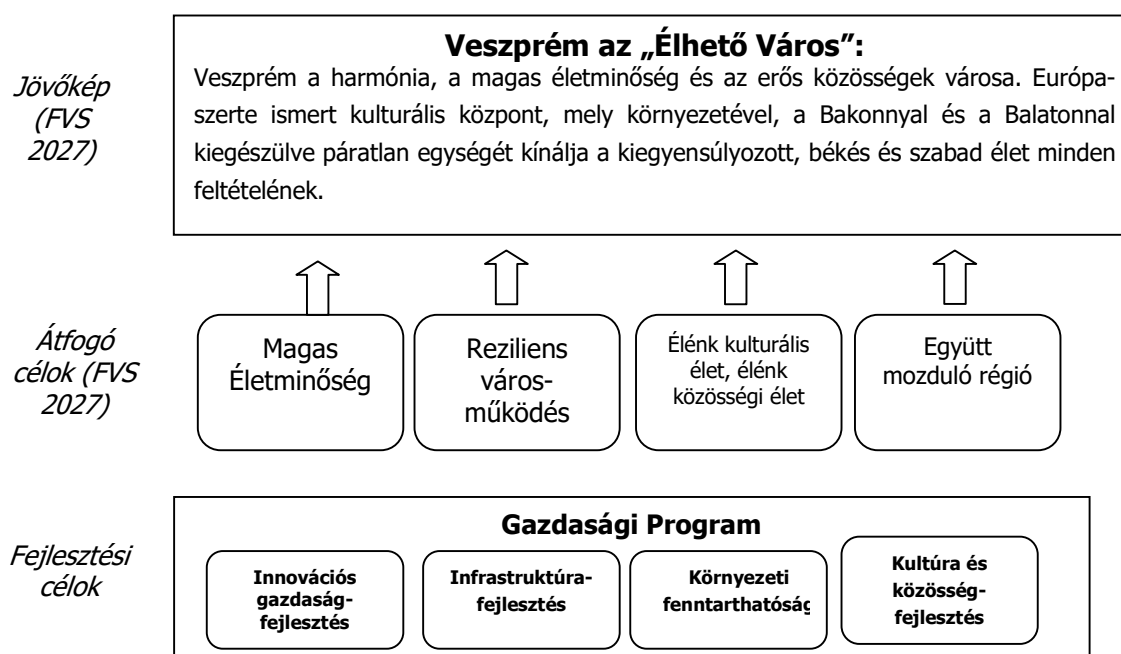 Jövőkép
(FVS
2027)
Veszprém az „Élhető Város”:
Veszprém a harmónia, a magas életminőség és az erős közösségek városa. Európa-
szerte ismert kulturális központ, mely környezetével, a Bakonnyal és a Balatonnal
kiegészülve páratlan egységét kínálja a kiegyensúlyozott, békés és szabad élet minden
feltételének.
Átfogó
célok (FVS
2027)
Magas
Életminőség
Reziliens
város-
működés
Élénk kulturális
élet, élénk
közösségi élet
Együtt
mozduló régió
Fejlesztési
célok
Gazdasági Program
Innovációs
gazdaság-
fejlesztés
Infrastruktúra-
fejlesztés
Környezeti
fenntarthatóság
Kultúra és
közösség-
fejlesztés